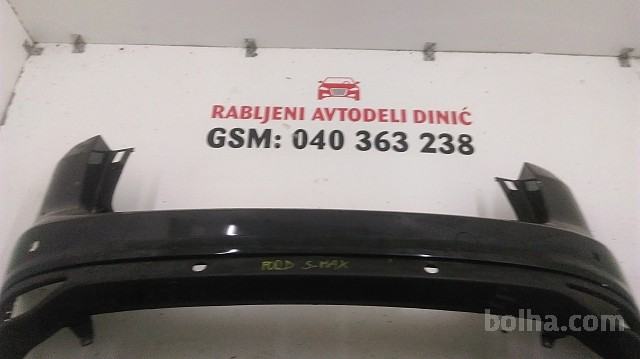 RABLJENI AVTODELI DINIĆ
GSM: 040 363 238
FORD S-MAX
bolha.com